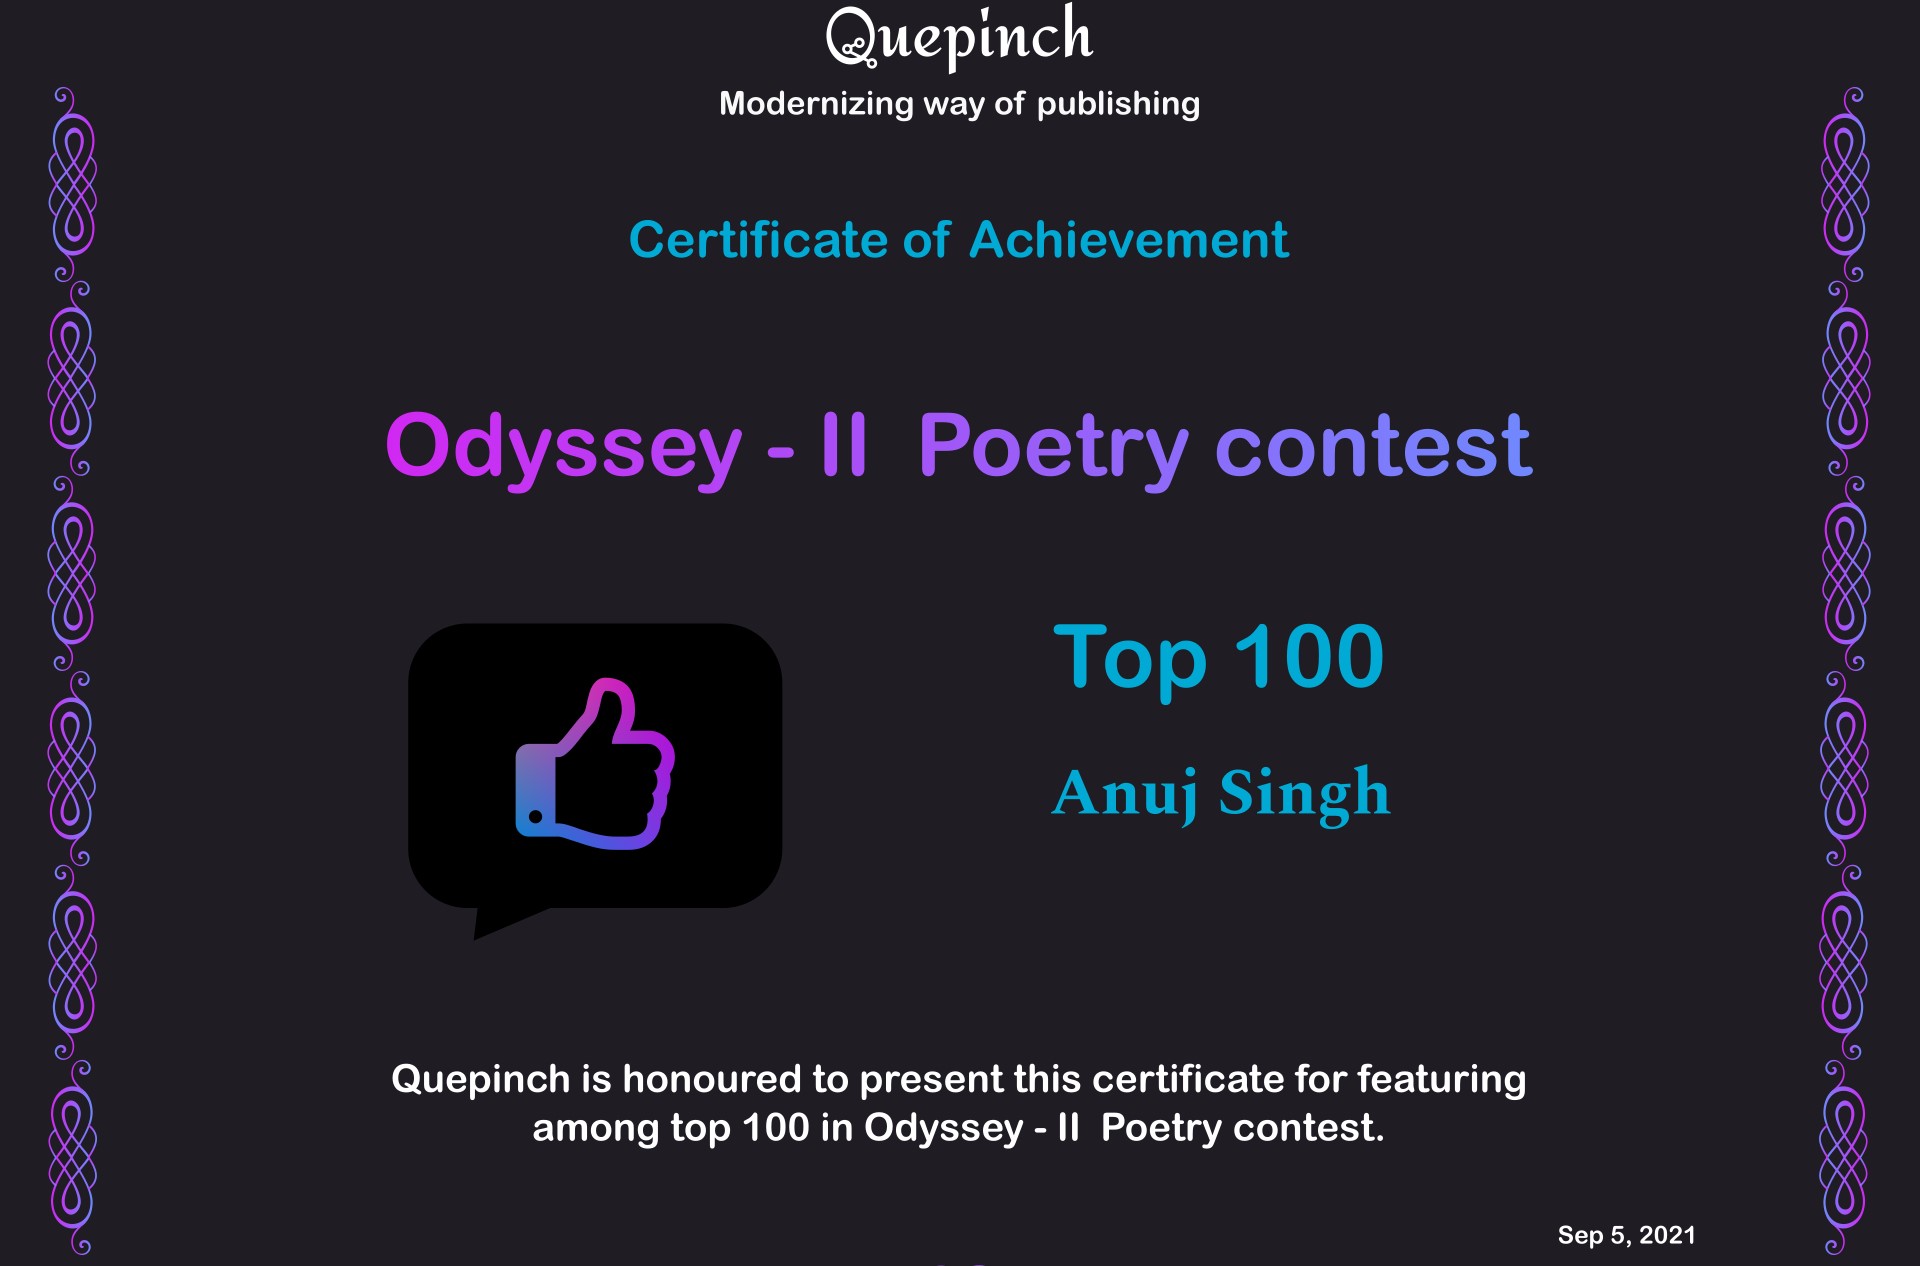 Quepinch
Modernizing way of publishing
Certificate of Achievement
Odyssey - II Poetry contest
Top 100
Anuj Singh
Quepinch is honoured to present this certificate for featuring
among top 100 in Odyssey - II Poetry contest.
Sep 5, 2021